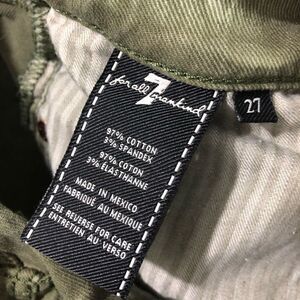 7
for all mankind
27
97% COTTON
3% SPANDEX
97% COTON
3% ÉLASTHANNE
MADE IN MEXICO
FABRIQUÉ AU MEXIQUE
SEE REVERSE FOR CARE
ENTRETIEN AU VERSO